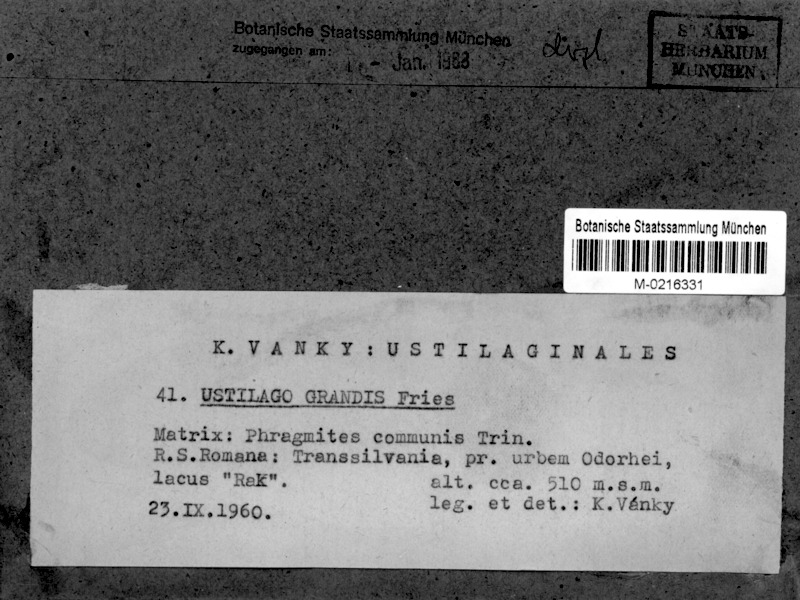 Botanische Staatssammlung München
zugegangen am:
- Jan. 1983
STAATS-
HERBARIUM
MÜNCHEN
Botanische Staatssammlung München
M-0216331
K. VANKY: USTILAGINALES
41. USTILAGO GRANDIS Fries
Matrix: Phragmites communis Trin.
R.S.Romana: Transsilvania, pr. urbem Odorhei,
lacus "Rak". alt. cca. 510 m.s.m.
23.IX.1960. leg. et det.: K.Vánky